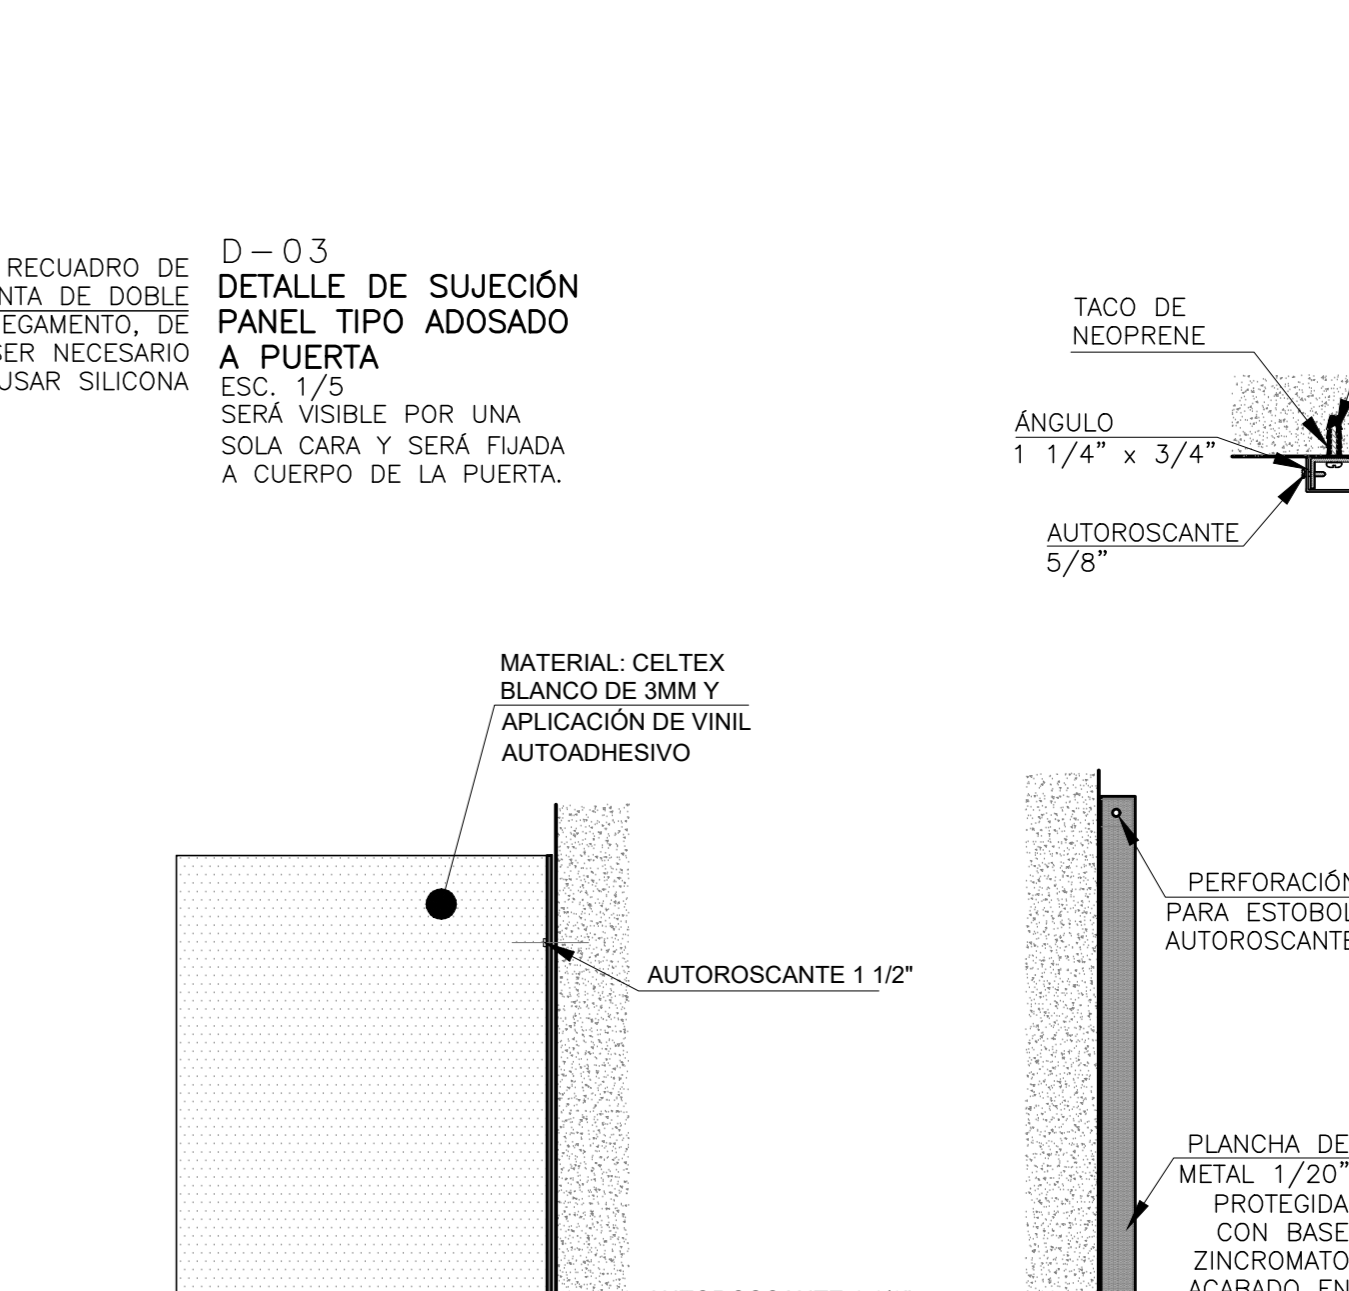 RECUADRO DE
DE DOBLE
DE
NECESARIO
USAR SILICONA
D-03
DETALLE DE SUJECIÓN
PANEL TIPO ADOSADO
A PUERTA
ESC. 1/5
SERÁ VISIBLE POR UNA
SOLA CARA Y SERÁ FIJADA
A CUERPO DE LA PUERTA.
TACO DE
NEOPRENE
ÁNGULO
1 1/4” x 3/4”
AUTOROSCANTE
5/8”
MATERIAL: CELTEX
BLANCO DE 3MM Y
APLICACIÓN DE VINIL
AUTOADHESIVO
AUTOROSCANTE 1 1/2"
PERFORACIÓN
PARA ESTOBOL
AUTOROSCANTE
PLANCHA DE
METAL 1/20”
PROTEGIDA
CON BASE
ZINCROMATO
ACABADO EN